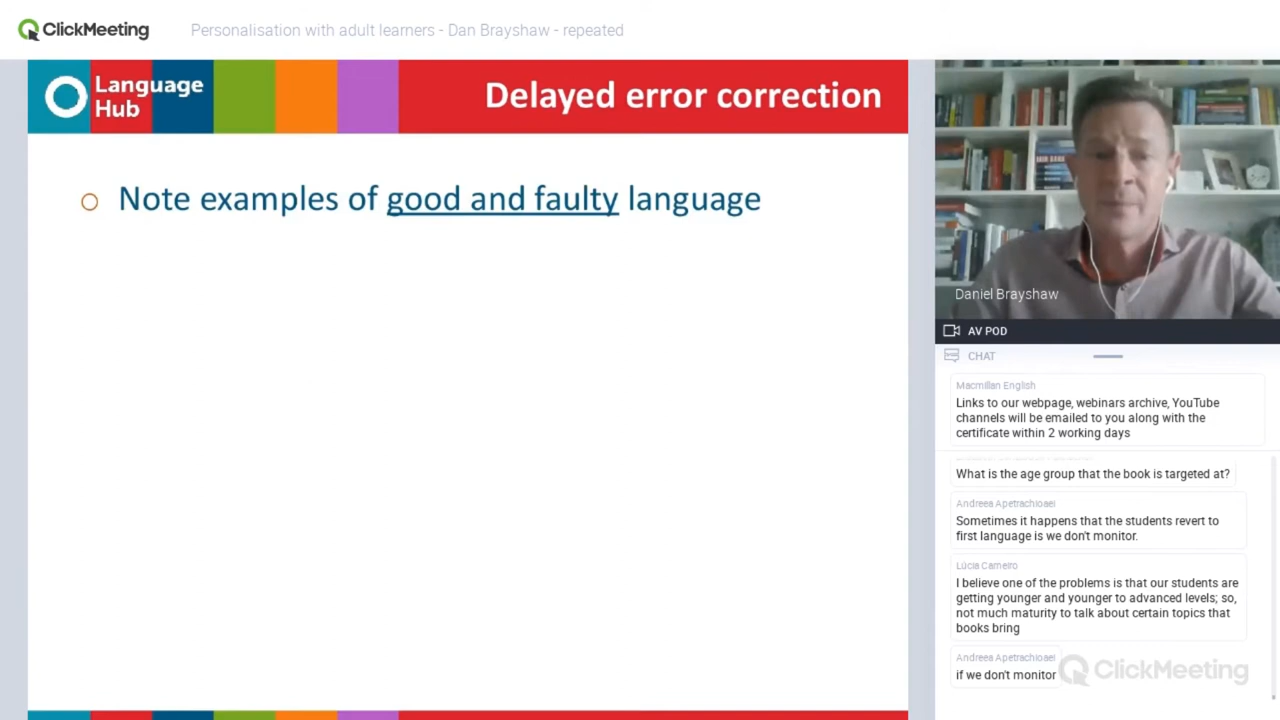 ClickMeeting
Personalisation with adult learners - Dan Brayshaw - repeated
Language
Hub
Delayed error correction
Note examples of good and faulty language
Daniel Brayshaw
AV POD
CHAT
Macmillan English
Links to our webpage, webinars archive, YouTube
channels will be emailed to you along with the
certificate within 2 working days
What is the age group that the book is targeted at?
Andreea Apetrachioaei
Sometimes it happens that the students revert to
first language is we don't monitor.
Lúcia Carneiro
I believe one of the problems is that our students are
getting younger and younger to advanced levels; so,
not much maturity to talk about certain topics that
books bring
Andreea Apetrachioaei
if we don't monitor
ClickMeeting